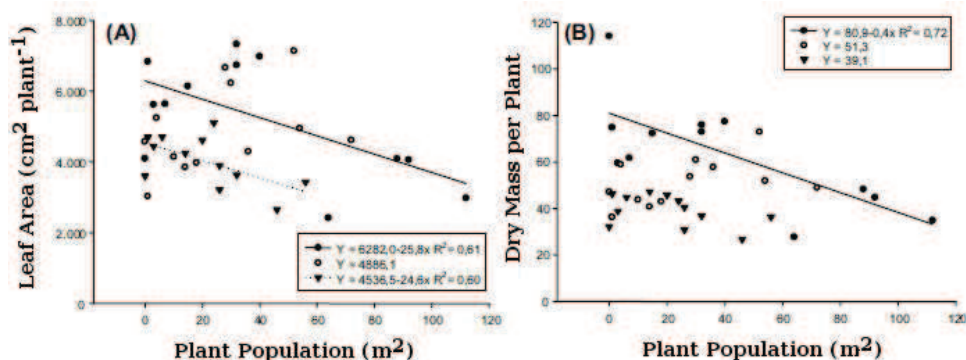 (A)
Leaf Area (cm² plant⁻¹)
8.000
6.000
4.000
2.000
0.000
0 20 40 60 80 100 120
Plant Population (m²)
Y = 6282,0-25,8x R² = 0,61
Y = 4886,1
Y = 4536,5-24,6x R² = 0,60
(B)
Dry Mass per Plant
120
100
80
60
40
20
0
0 20 40 60 80 100 120
Plant Population (m²)
Y = 80,9-0,4x R² = 0,72
Y = 51,3
Y = 39,1